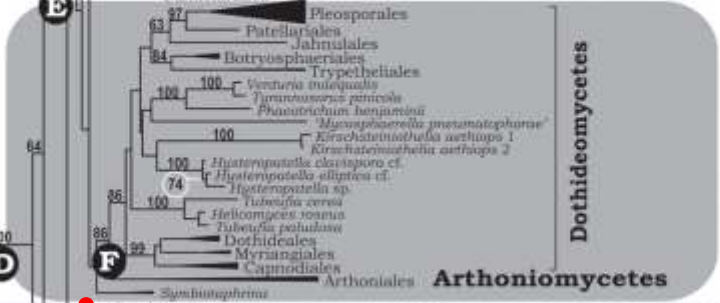 E
97
Pleosporales
63
Patellariales
Jahnulales
84
Botryosphaeriales
Trypetheliales
100
Venturia inaequalis
100
Tyrannosorus pinicola
Phaeotrichum benjaminii
"Mycosphaerella pneumatophorae"
100
Kirschsteiniothelia aethiops 1
Kirschsteiniothelia aethiops 2
64
100
Hysteropatella clavispora cf.
Hysteropatella elliptica cf.
74
Hysteropatella sp.
86
100
Tubeufia cerea
Helicomyces roseus
Tubeufia paludosa
86
Dothideales
99
Myriangiales
Capnodiales
D
F
Arthoniales
Arthoniomycetes
Symbiotaphrina
Dothideomycetes